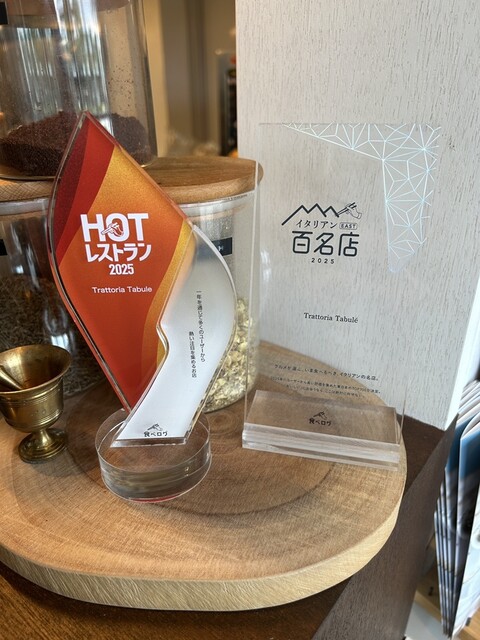 HOT
レストラン
2025
Trattoria Tabule
一年を通じて多くのユーザーから
熱い注目を集めるお店
食べログ
イタリアン EAST
百名店
2025
Trattoria Tabulé
食べログ